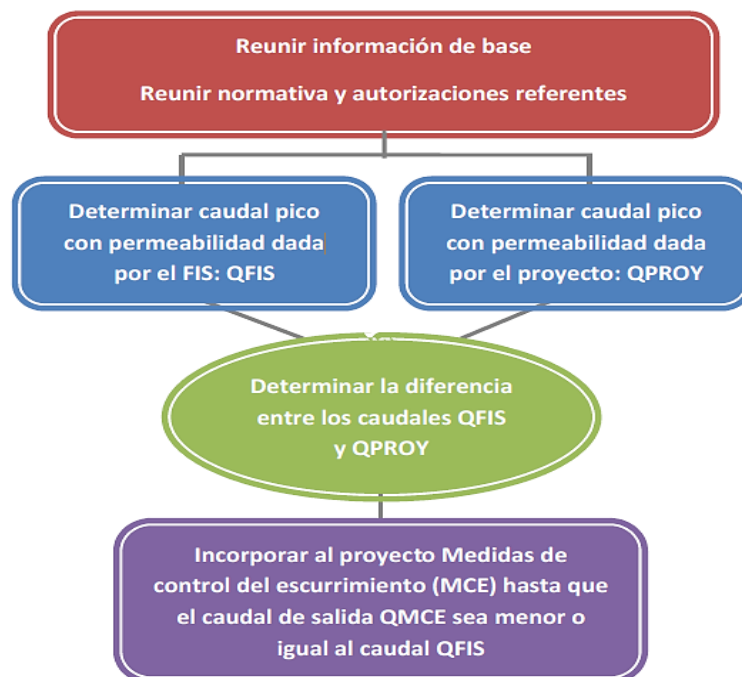 Reunir información de base
Reunir normativa y autorizaciones referentes
Determinar caudal pico
con permeabilidad dada
por el FIS: QFIS
Determinar caudal pico
con permeabilidad dada
por el proyecto: QPROY
Determinar la diferencia
entre los caudales QFIS
y QPROY
Incorporar al proyecto Medidas de
control del escurrimiento (MCE) hasta que
el caudal de salida QMCE sea menor o
igual al caudal QFIS